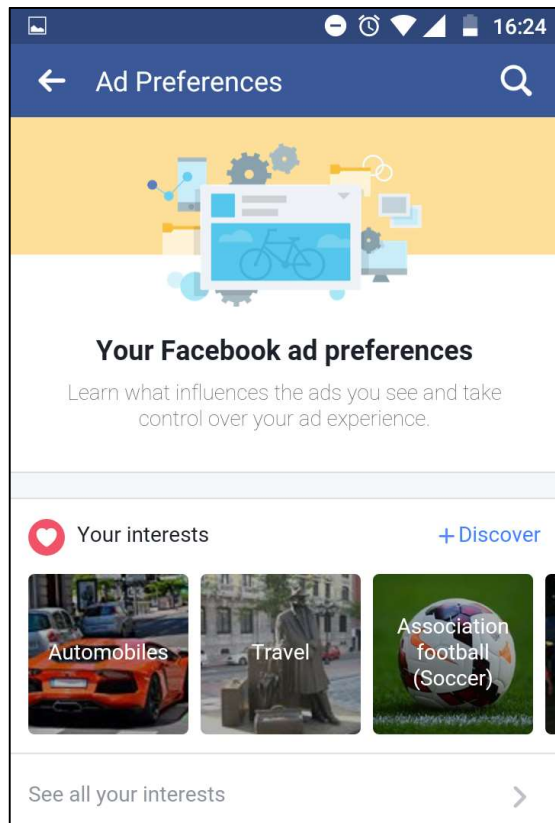 16:24
Ad Preferences
Your Facebook ad preferences
Learn what influences the ads you see and take
control over your ad experience.
Your interests
+Discover
Automobiles
Travel
Association
football
(Soccer)
See all your interests